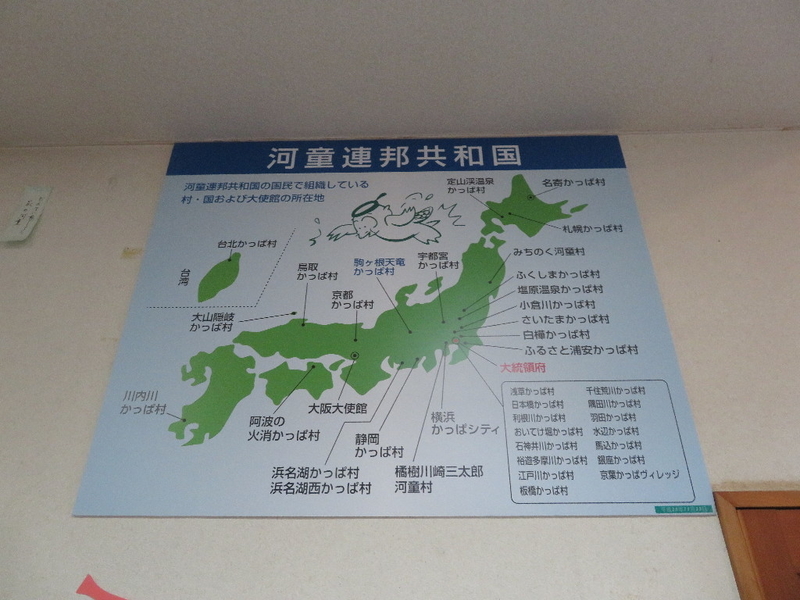 河童連邦共和国
河童連邦共和国の国民で組織している
村・国および大使館の所在地
定山渓温泉
かっぱ村
名寄かっぱ村
札幌かっぱ村
台北かっぱ村
台湾
鳥取
かっぱ村
駒ヶ根天竜
かっぱ村
宇都宮
かっぱ村
みちのく河童村
京都
かっぱ村
ふくしまかっぱ村
塩原温泉かっぱ村
小倉川かっぱ村
さいたまかっぱ村
白樺かっぱ村
ふるさと浦安かっぱ村
大統領府
大山隠岐
かっぱ村
川内川
かっぱ村
阿波の
火消かっぱ村
大阪大使館
静岡
かっぱ村
横浜
かっぱシティ
浜名湖かっぱ村
浜名湖西かっぱ村
橘樹川崎三太郎
河童村
浅草かっぱ村
日本橋かっぱ村
利根川かっぱ村
おいてけ堀かっぱ村
石神井川かっぱ村
裕遊多摩川かっぱ村
江戸川かっぱ村
板橋かっぱ村
千住荒川かっぱ村
隅田川かっぱ村
羽田かっぱ村
水辺かっぱ村
馬込かっぱ村
銀座かっぱ村
京葉かっぱヴィレッジ